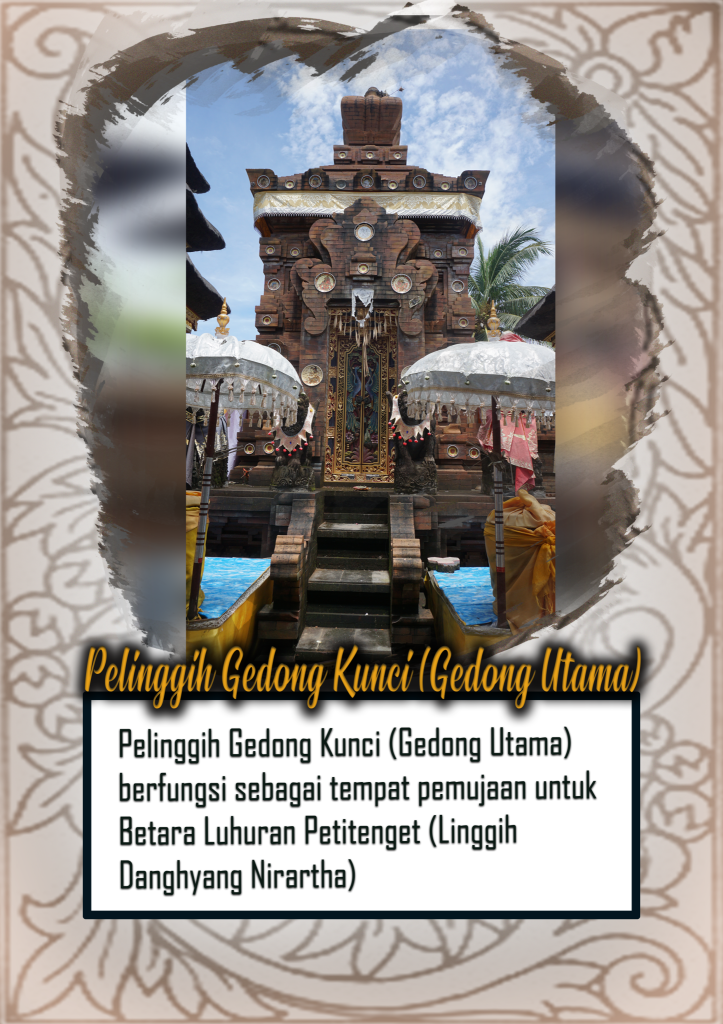 Pelinggih Gedong Kunci (Gedong Utama)
Pelinggih Gedong Kunci (Gedong Utama)
berfungsi sebagai tempat pemujaan untuk
Betara Luhuran Petitenget (Linggih
Danghyang Nirartha)